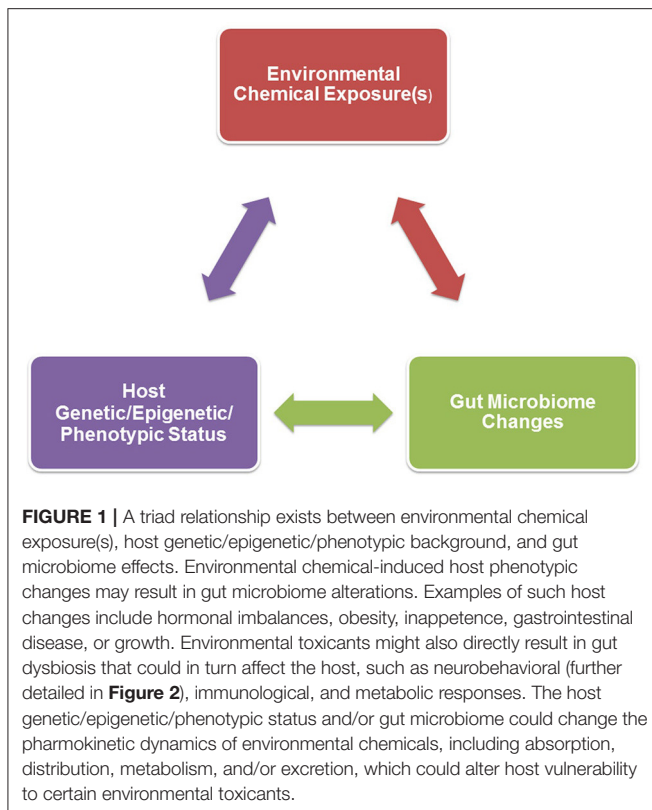 Environmental
Chemical Exposure(s)
Host
Genetic/Epigenetic/
Phenotypic Status
Gut Microbiome
Changes
FIGURE 1 | A triad relationship exists between environmental chemical
exposure(s), host genetic/epigenetic/phenotypic background, and gut
microbiome effects. Environmental chemical-induced host phenotypic
changes may result in gut microbiome alterations. Examples of such host
changes include hormonal imbalances, obesity, inappetence, gastrointestinal
disease, or growth. Environmental toxicants might also directly result in gut
dysbiosis that could in turn affect the host, such as neurobehavioral (further
detailed in Figure 2), immunological, and metabolic responses. The host
genetic/epigenetic/phenotypic status and/or gut microbiome could change the
pharmokinetic dynamics of environmental chemicals, including absorption,
distribution, metabolism, and/or excretion, which could alter host vulnerability
to certain environmental toxicants.